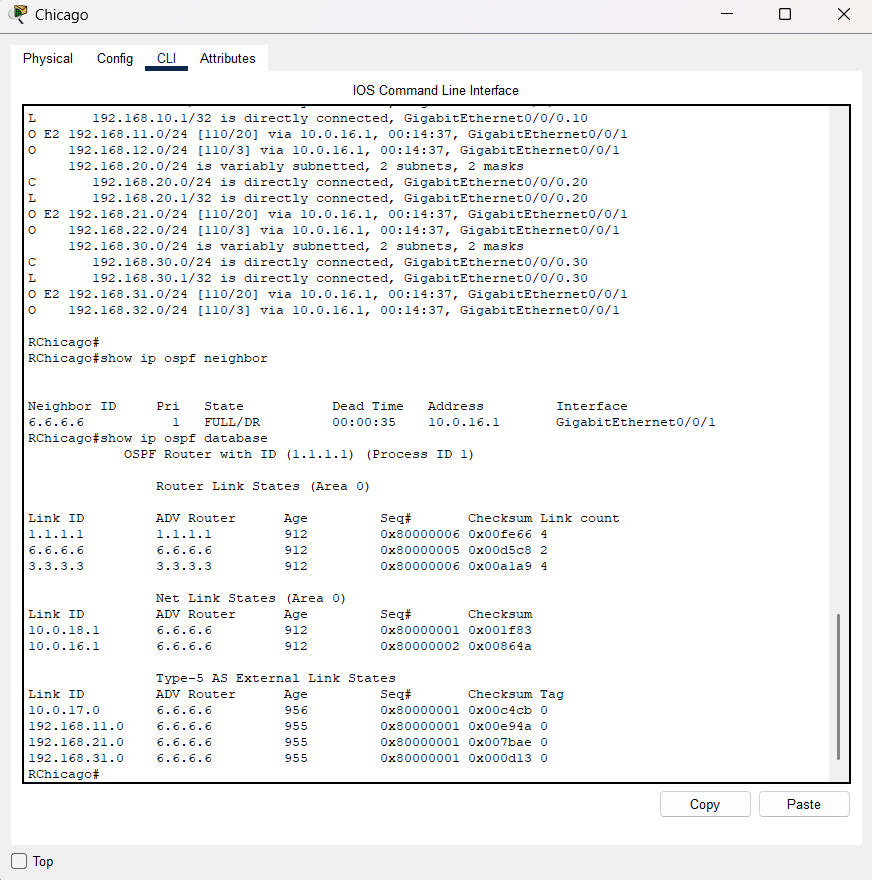 Chicago
Physical Config CLI Attributes
IOS Command Line Interface
L 192.168.10.1/32 is directly connected, GigabitEthernet0/0/0.10
O E2 192.168.11.0/24 [110/20] via 10.0.16.1, 00:14:37, GigabitEthernet0/0/1
O 192.168.12.0/24 [110/3] via 10.0.16.1, 00:14:37, GigabitEthernet0/0/1
192.168.20.0/24 is variably subnetted, 2 subnets, 2 masks
C 192.168.20.0/24 is directly connected, GigabitEthernet0/0/0.20
L 192.168.20.1/32 is directly connected, GigabitEthernet0/0/0.20
O E2 192.168.21.0/24 [110/20] via 10.0.16.1, 00:14:37, GigabitEthernet0/0/1
O 192.168.22.0/24 [110/3] via 10.0.16.1, 00:14:37, GigabitEthernet0/0/1
192.168.30.0/24 is variably subnetted, 2 subnets, 2 masks
C 192.168.30.0/24 is directly connected, GigabitEthernet0/0/0.30
L 192.168.30.1/32 is directly connected, GigabitEthernet0/0/0.30
O E2 192.168.31.0/24 [110/20] via 10.0.16.1, 00:14:37, GigabitEthernet0/0/1
O 192.168.32.0/24 [110/3] via 10.0.16.1, 00:14:37, GigabitEthernet0/0/1
RChicago#
RChicago#show ip ospf neighbor
Neighbor ID Pri State Dead Time Address Interface
6.6.6.6 1 FULL/DR 00:00:35 10.0.16.1 GigabitEthernet0/0/1
RChicago#show ip ospf database
OSPF Router with ID (1.1.1.1) (Process ID 1)
Router Link States (Area 0)
Link ID ADV Router Age Seq# Checksum Link count
1.1.1.1 1.1.1.1 912 0x80000006 0x00fe66 4
6.6.6.6 6.6.6.6 912 0x80000005 0x00d5c8 2
3.3.3.3 3.3.3.3 912 0x80000006 0x00a1a9 4
Net Link States (Area 0)
Link ID ADV Router Age Seq# Checksum
10.0.18.1 6.6.6.6 912 0x80000001 0x001f83
10.0.16.1 6.6.6.6 912 0x80000002 0x00864a
Type-5 AS External Link States
Link ID ADV Router Age Seq# Checksum Tag
10.0.17.0 6.6.6.6 956 0x80000001 0x00c4cb 0
192.168.11.0 6.6.6.6 955 0x80000001 0x00e94a 0
192.168.21.0 6.6.6.6 955 0x80000001 0x007bae 0
192.168.31.0 6.6.6.6 955 0x80000001 0x000d13 0
RChicago#
Copy Paste
Top